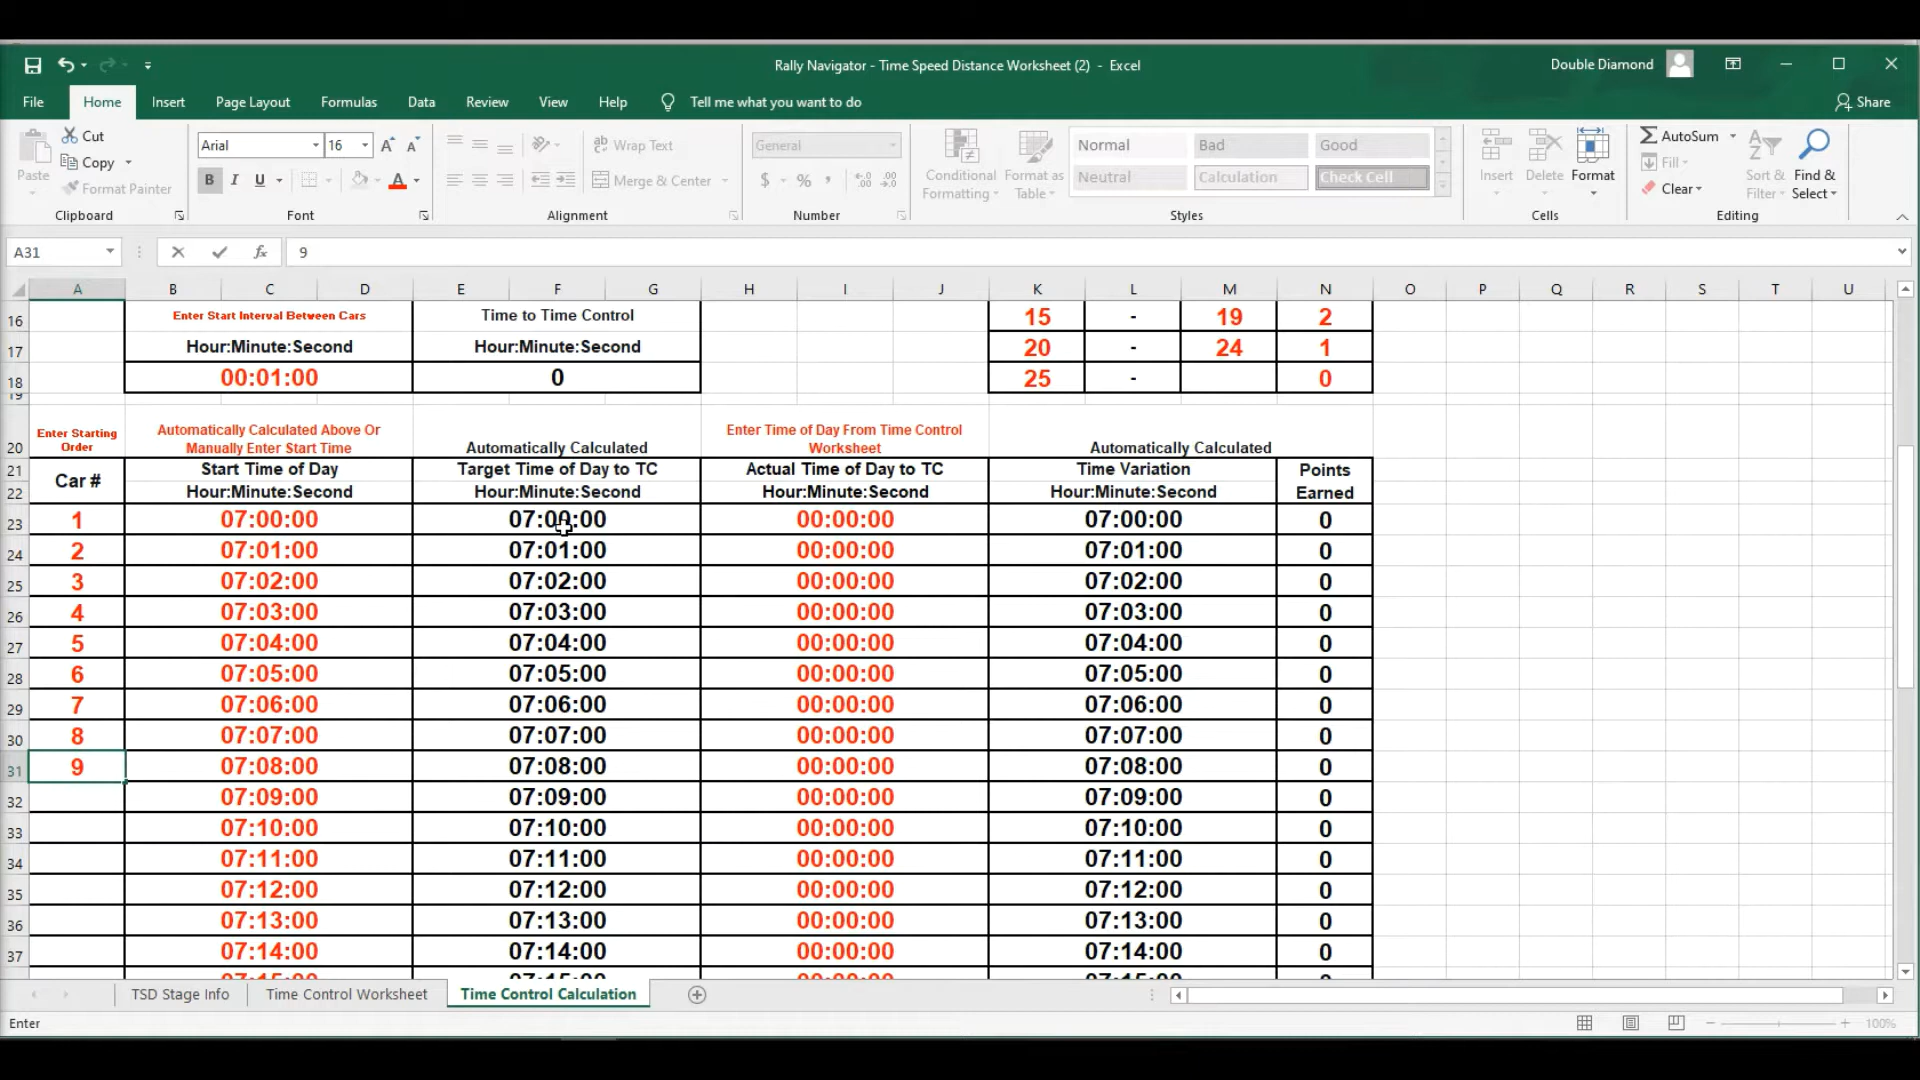 Rally Navigator - Time Speed Distance Worksheet (2) - Excel
Double Diamond
File Home Insert Page Layout Formulas Data Review View Help Tell me what you want to do
Share
Paste
Cut
Copy
Format Painter
Clipboard
Arial 16
B I U
Font
Wrap Text
Merge & Center
Alignment
General
$ % ,
Number
Conditional Formatting
Format as Table
Normal Bad Good
Neutral Calculation Check Cell
Styles
Insert Delete Format
Cells
AutoSum
Fill
Clear
Sort & Filter
Find & Select
Editing
A31 fx 9
A B C D E F G H I J K L M N O P Q R S T U
16 Enter Start Interval Between Cars Time to Time Control 15 - 19 2
17 Hour:Minute:Second Hour:Minute:Second 20 - 24 1
18 00:01:00 0 25 - 0
19
20 Enter Starting Order Automatically Calculated Above Or Manually Enter Start Time Automatically Calculated Enter Time of Day From Time Control Worksheet Automatically Calculated
21 Car # Start Time of Day Target Time of Day to TC Actual Time of Day to TC Time Variation Points
22 Hour:Minute:Second Hour:Minute:Second Hour:Minute:Second Hour:Minute:Second Earned
23 1 07:00:00 07:00:00 00:00:00 07:00:00 0
24 2 07:01:00 07:01:00 00:00:00 07:01:00 0
25 3 07:02:00 07:02:00 00:00:00 07:02:00 0
26 4 07:03:00 07:03:00 00:00:00 07:03:00 0
27 5 07:04:00 07:04:00 00:00:00 07:04:00 0
28 6 07:05:00 07:05:00 00:00:00 07:05:00 0
29 7 07:06:00 07:06:00 00:00:00 07:06:00 0
30 8 07:07:00 07:07:00 00:00:00 07:07:00 0
31 9 07:08:00 07:08:00 00:00:00 07:08:00 0
32 07:09:00 07:09:00 00:00:00 07:09:00 0
33 07:10:00 07:10:00 00:00:00 07:10:00 0
34 07:11:00 07:11:00 00:00:00 07:11:00 0
35 07:12:00 07:12:00 00:00:00 07:12:00 0
36 07:13:00 07:13:00 00:00:00 07:13:00 0
37 07:14:00 07:14:00 00:00:00 07:14:00 0
TSD Stage Info Time Control Worksheet Time Control Calculation
Enter
100%